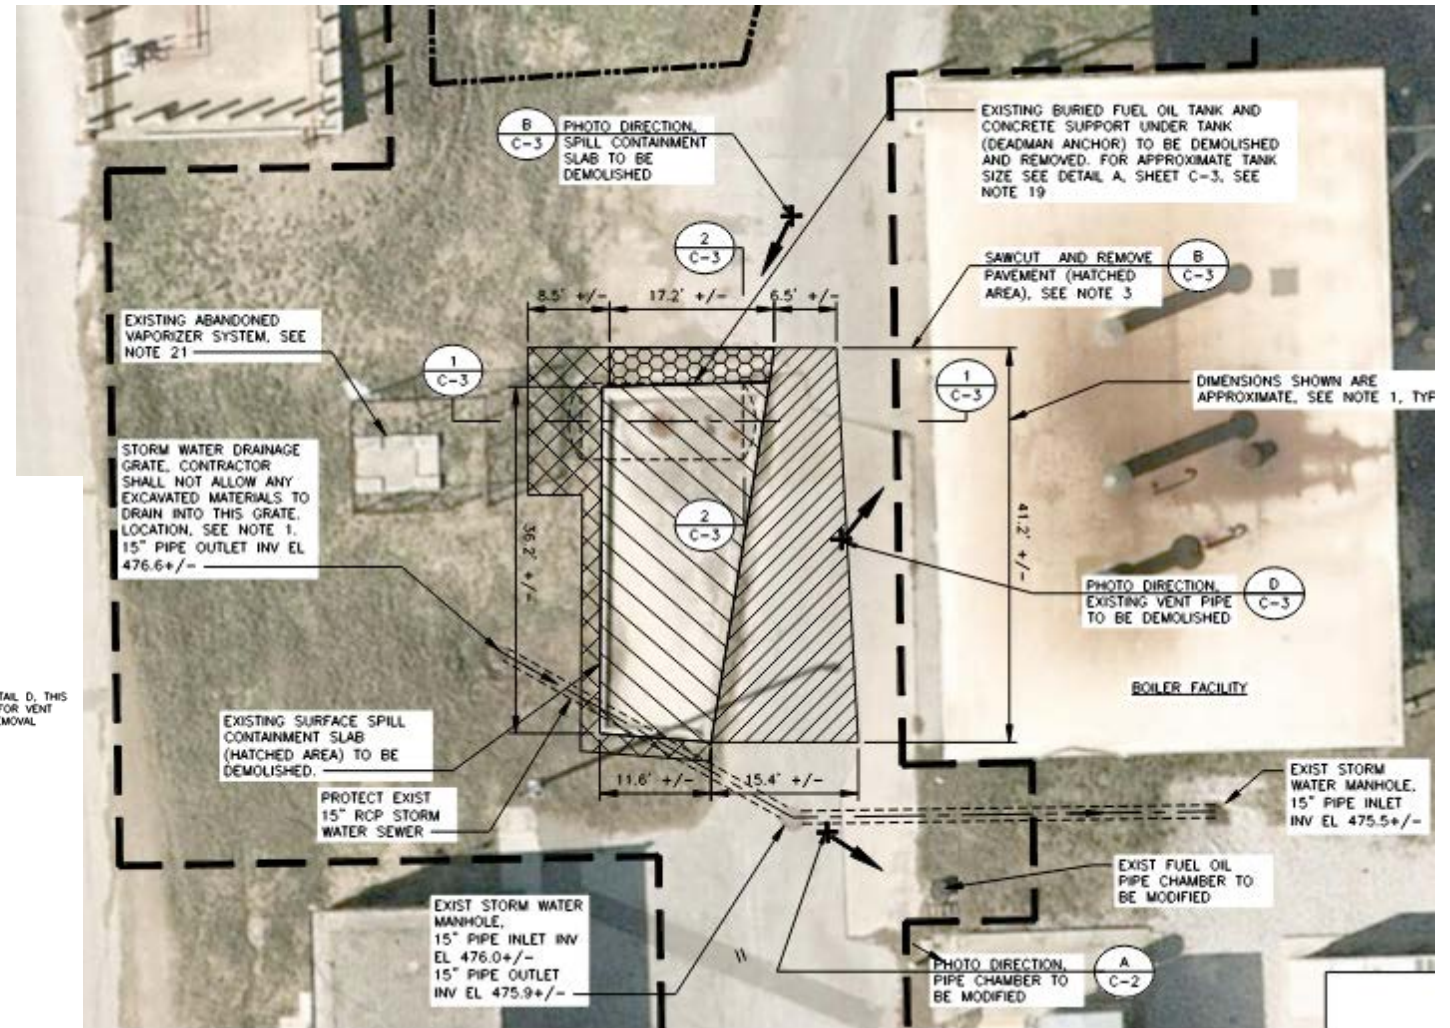 B
C-3
PHOTO DIRECTION,
SPILL CONTAINMENT
SLAB TO BE
DEMOLISHED
EXISTING BURIED FUEL OIL TANK AND
CONCRETE SUPPORT UNDER TANK
(DEADMAN ANCHOR) TO BE DEMOLISHED
AND REMOVED. FOR APPROXIMATE TANK
SIZE SEE DETAIL A, SHEET C-3, SEE
NOTE 19
2
C-3
SAWCUT AND REMOVE
PAVEMENT (HATCHED
AREA), SEE NOTE 3
B
C-3
8.5' +/-
17.2' +/-
6.5' +/-
EXISTING ABANDONED
VAPORIZER SYSTEM, SEE
NOTE 21
1
C-3
1
C-3
DIMENSIONS SHOWN ARE
APPROXIMATE, SEE NOTE 1, TYP
STORM WATER DRAINAGE
GRATE, CONTRACTOR
SHALL NOT ALLOW ANY
EXCAVATED MATERIALS TO
DRAIN INTO THIS GRATE.
LOCATION, SEE NOTE 1.
15" PIPE OUTLET INV EL
476.6+/-
36.2' +/-
2
C-3
41.2' +/-
PHOTO DIRECTION,
EXISTING VENT PIPE
TO BE DEMOLISHED
D
C-3
BOILER FACILITY
TAIL D, THIS
FOR VENT
EMOVAL
EXISTING SURFACE SPILL
CONTAINMENT SLAB
(HATCHED AREA) TO BE
DEMOLISHED.
11.6' +/-
15.4' +/-
PROTECT EXIST
15" RCP STORM
WATER SEWER
EXIST STORM
WATER MANHOLE,
15" PIPE INLET
INV EL 475.5+/-
EXIST FUEL OIL
PIPE CHAMBER TO
BE MODIFIED
EXIST STORM WATER
MANHOLE,
15" PIPE INLET INV
EL 476.0+/-
15" PIPE OUTLET
INV EL 475.9+/-
PHOTO DIRECTION,
PIPE CHAMBER TO
BE MODIFIED
A
C-2